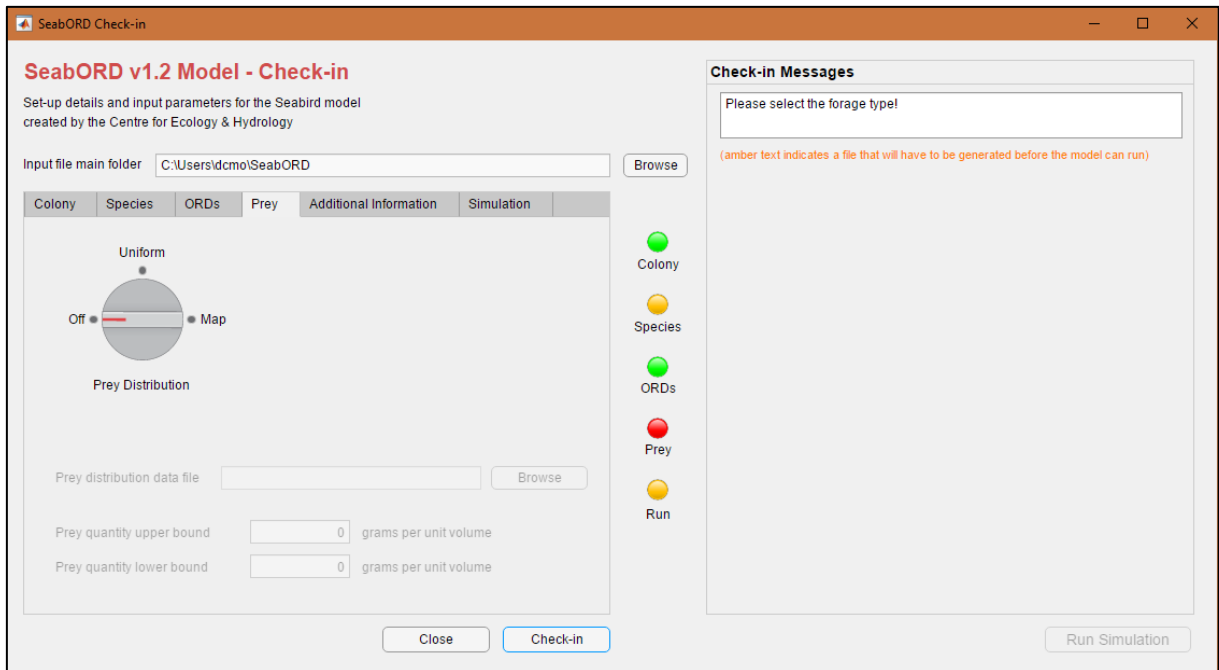 SeabORD Check-in
SeabORD v1.2 Model - Check-in
Set-up details and input parameters for the Seabird model
created by the Centre for Ecology & Hydrology
Input file main folder C:\Users\dcmo\SeabORD Browse
Colony Species ORDs Prey Additional Information Simulation
Uniform
Off Map
Prey Distribution
Prey distribution data file Browse
Prey quantity upper bound 0 grams per unit volume
Prey quantity lower bound 0 grams per unit volume
Close Check-in
Colony
Species
ORDs
Prey
Run
Check-in Messages
Please select the forage type!
(amber text indicates a file that will have to be generated before the model can run)
Run Simulation